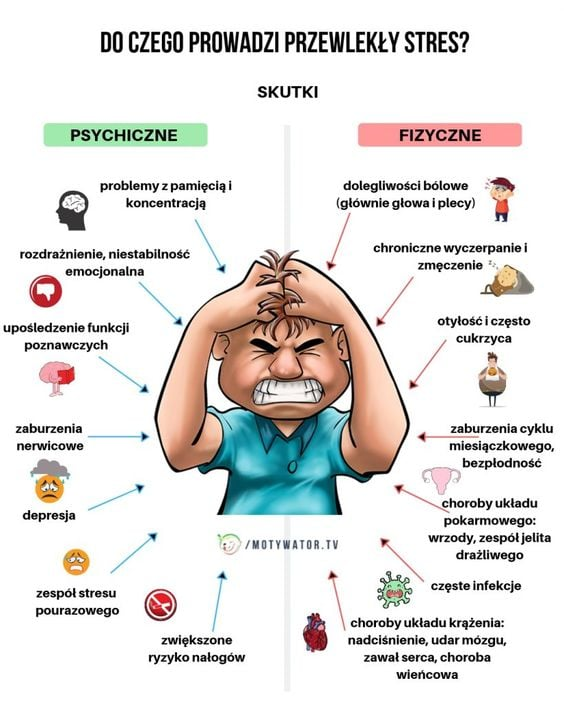 DO CZEGO PROWADZI PRZEWLEKŁY STRES?
SKUTKI
PSYCHICZNE
problemy z pamięcią i
koncentracją
rozdrażnienie, niestabilność
emocjonalna
upośledzenie funkcji
poznawczych
zaburzenia
nerwicowe
depresja
zespół stresu
pourazowego
zwiększone
ryzyko nałogów
FIZYCZNE
dolegliwości bólowe
(głównie głowa i plecy)
chroniczne wyczerpanie i
zmęczenie
otyłość i często
cukrzyca
zaburzenia cyklu
miesiączkowego,
bezpłodność
choroby układu
pokarmowego:
wrzody, zespół jelita
drażliwego
częste infekcje
choroby układu krążenia:
nadciśnienie, udar mózgu,
zawał serca, choroba
wieńcowa
/MOTYWATOR.TV